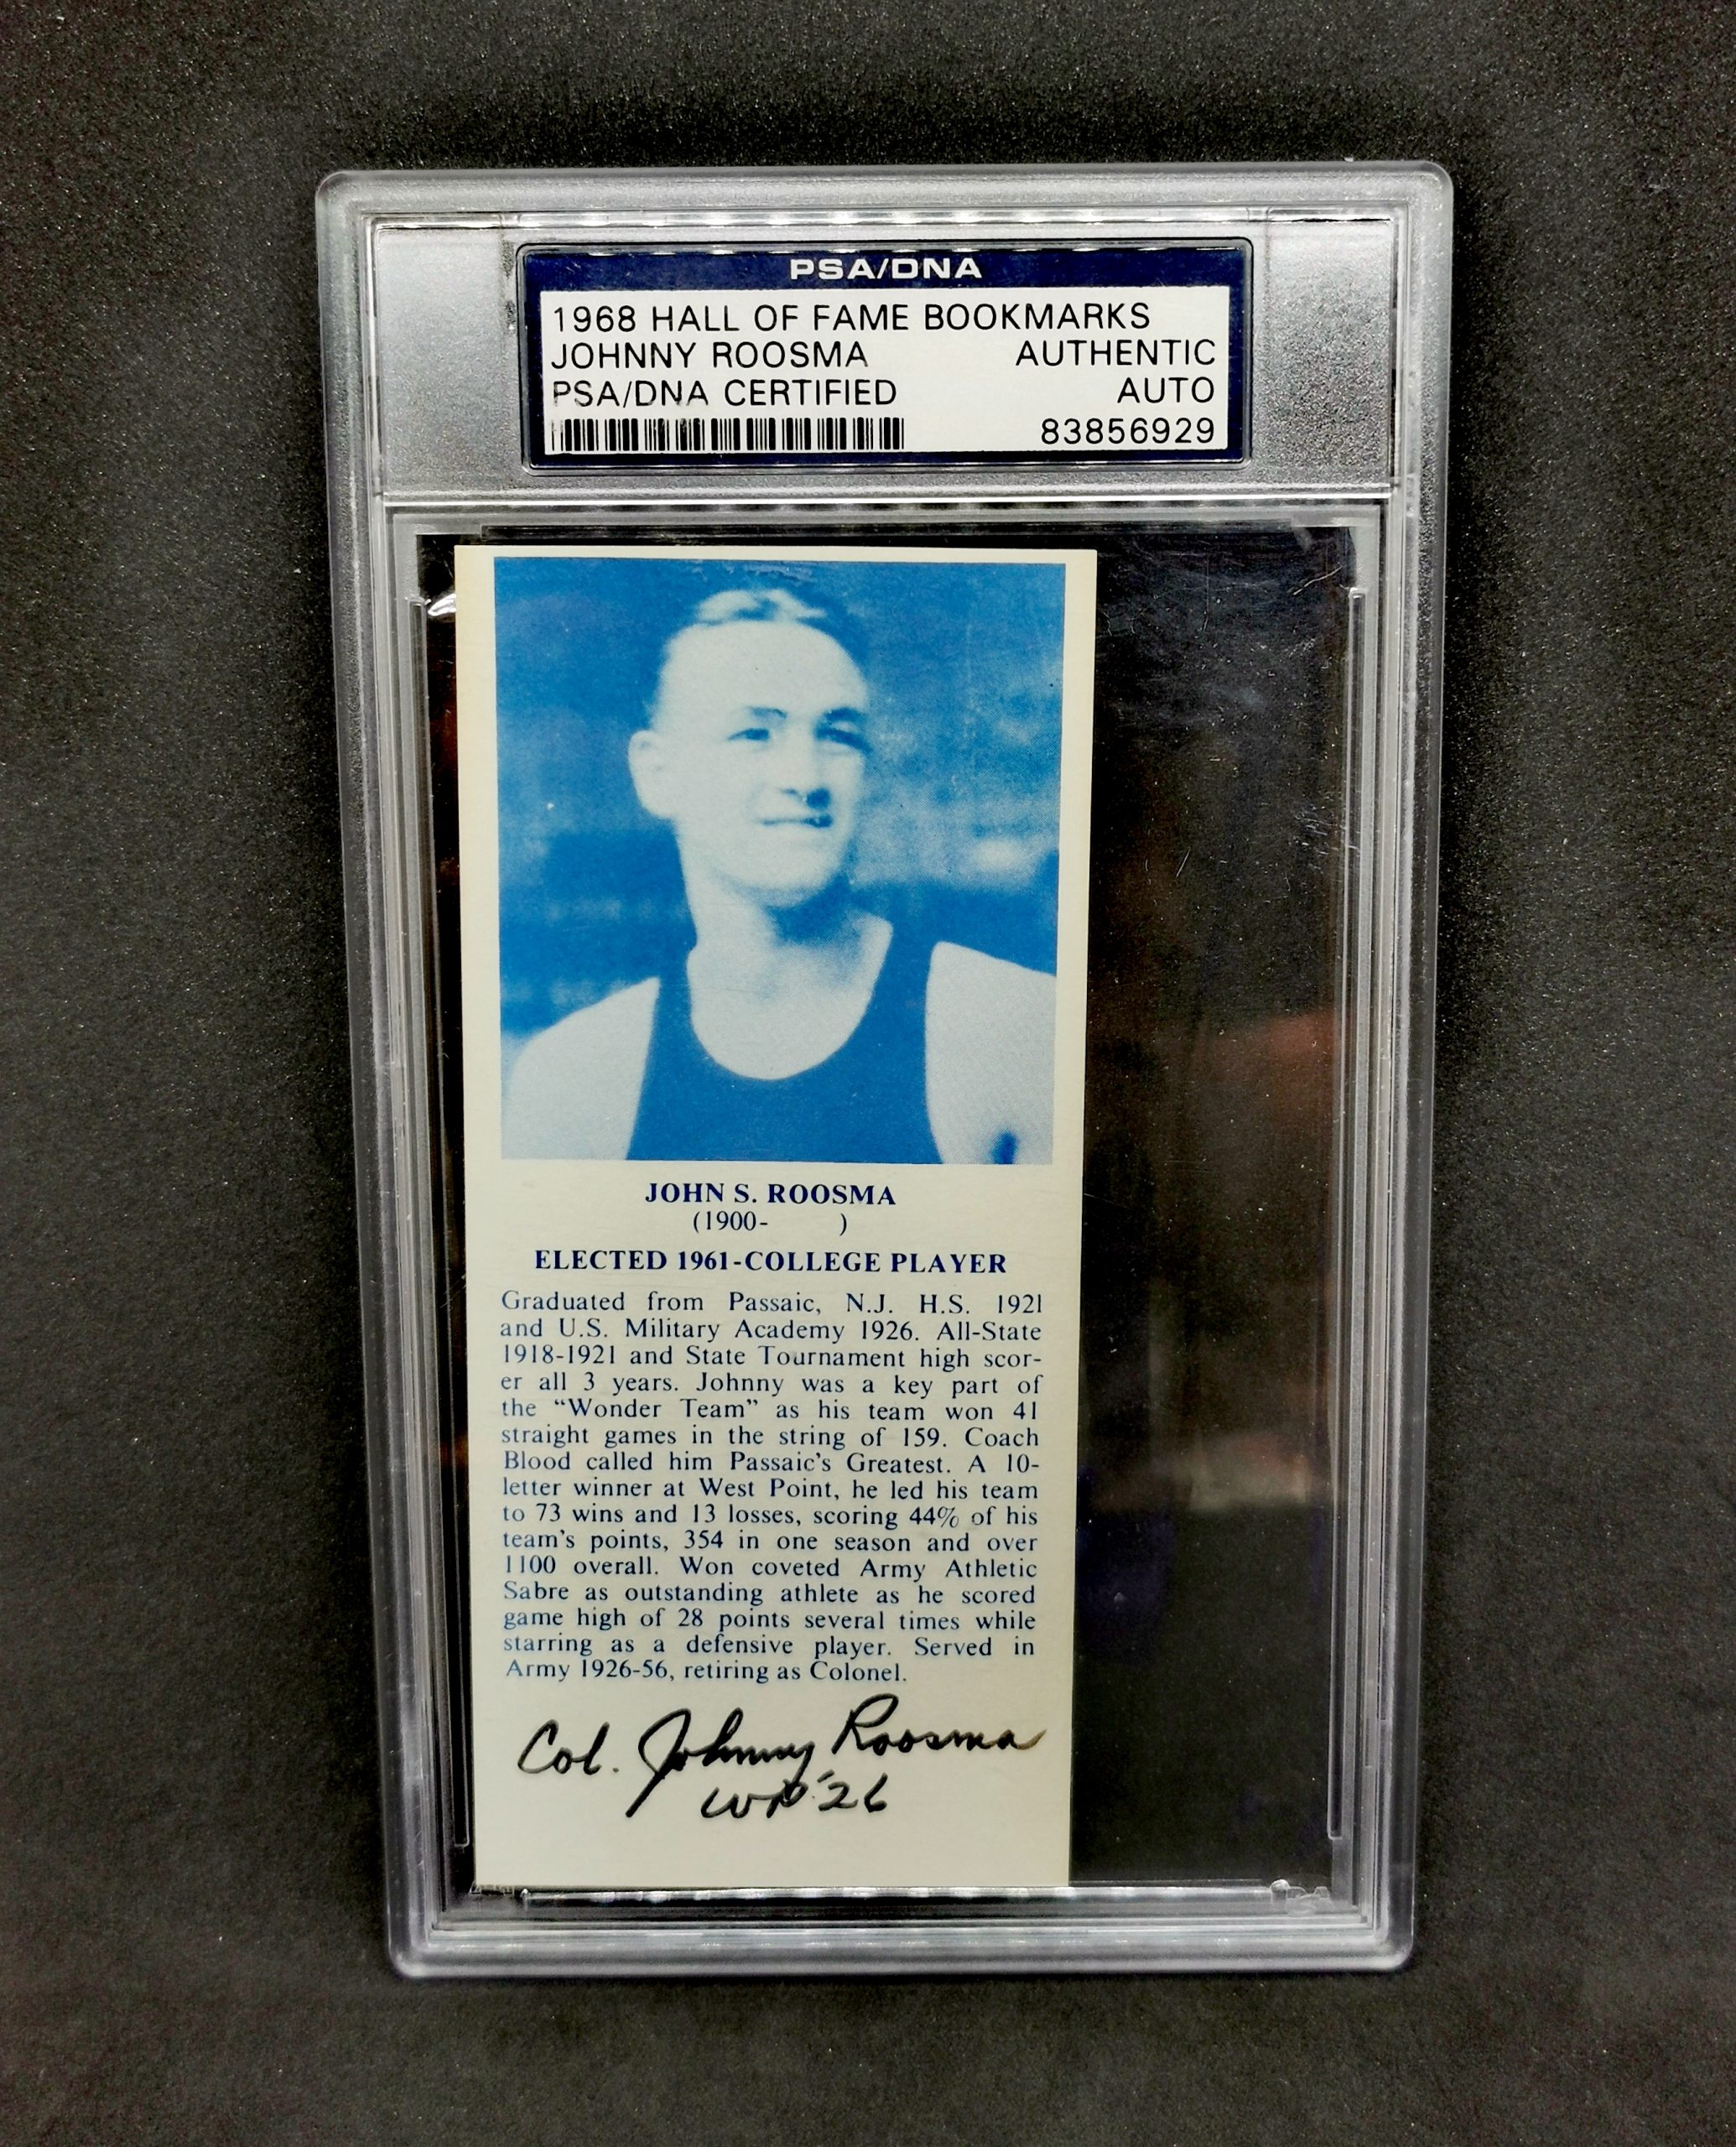 PSA/DNA
1968 HALL OF FAME BOOKMARKS
JOHNNY ROOSMA AUTHENTIC
PSA/DNA CERTIFIED AUTO
83856929
JOHN S. ROOSMA
(1900- )
ELECTED 1961-COLLEGE PLAYER
Graduated from Passaic, N.J. H.S. 1921
and U.S. Military Academy 1926. All-State
1918-1921 and State Tournament high scor-
er all 3 years. Johnny was a key part of
the “Wonder Team” as his team won 41
straight games in the string of 159. Coach
Blood called him Passaic's Greatest. A 10-
letter winner at West Point, he led his team
to 73 wins and 13 losses, scoring 44% of his
team's points, 354 in one season and over
1100 overall. Won coveted Army Athletic
Sabre as outstanding athlete as he scored
game high of 28 points several times while
starring as a defensive player. Served in
Army 1926-56, retiring as Colonel.
Col. Johnny Roosma
WP '26